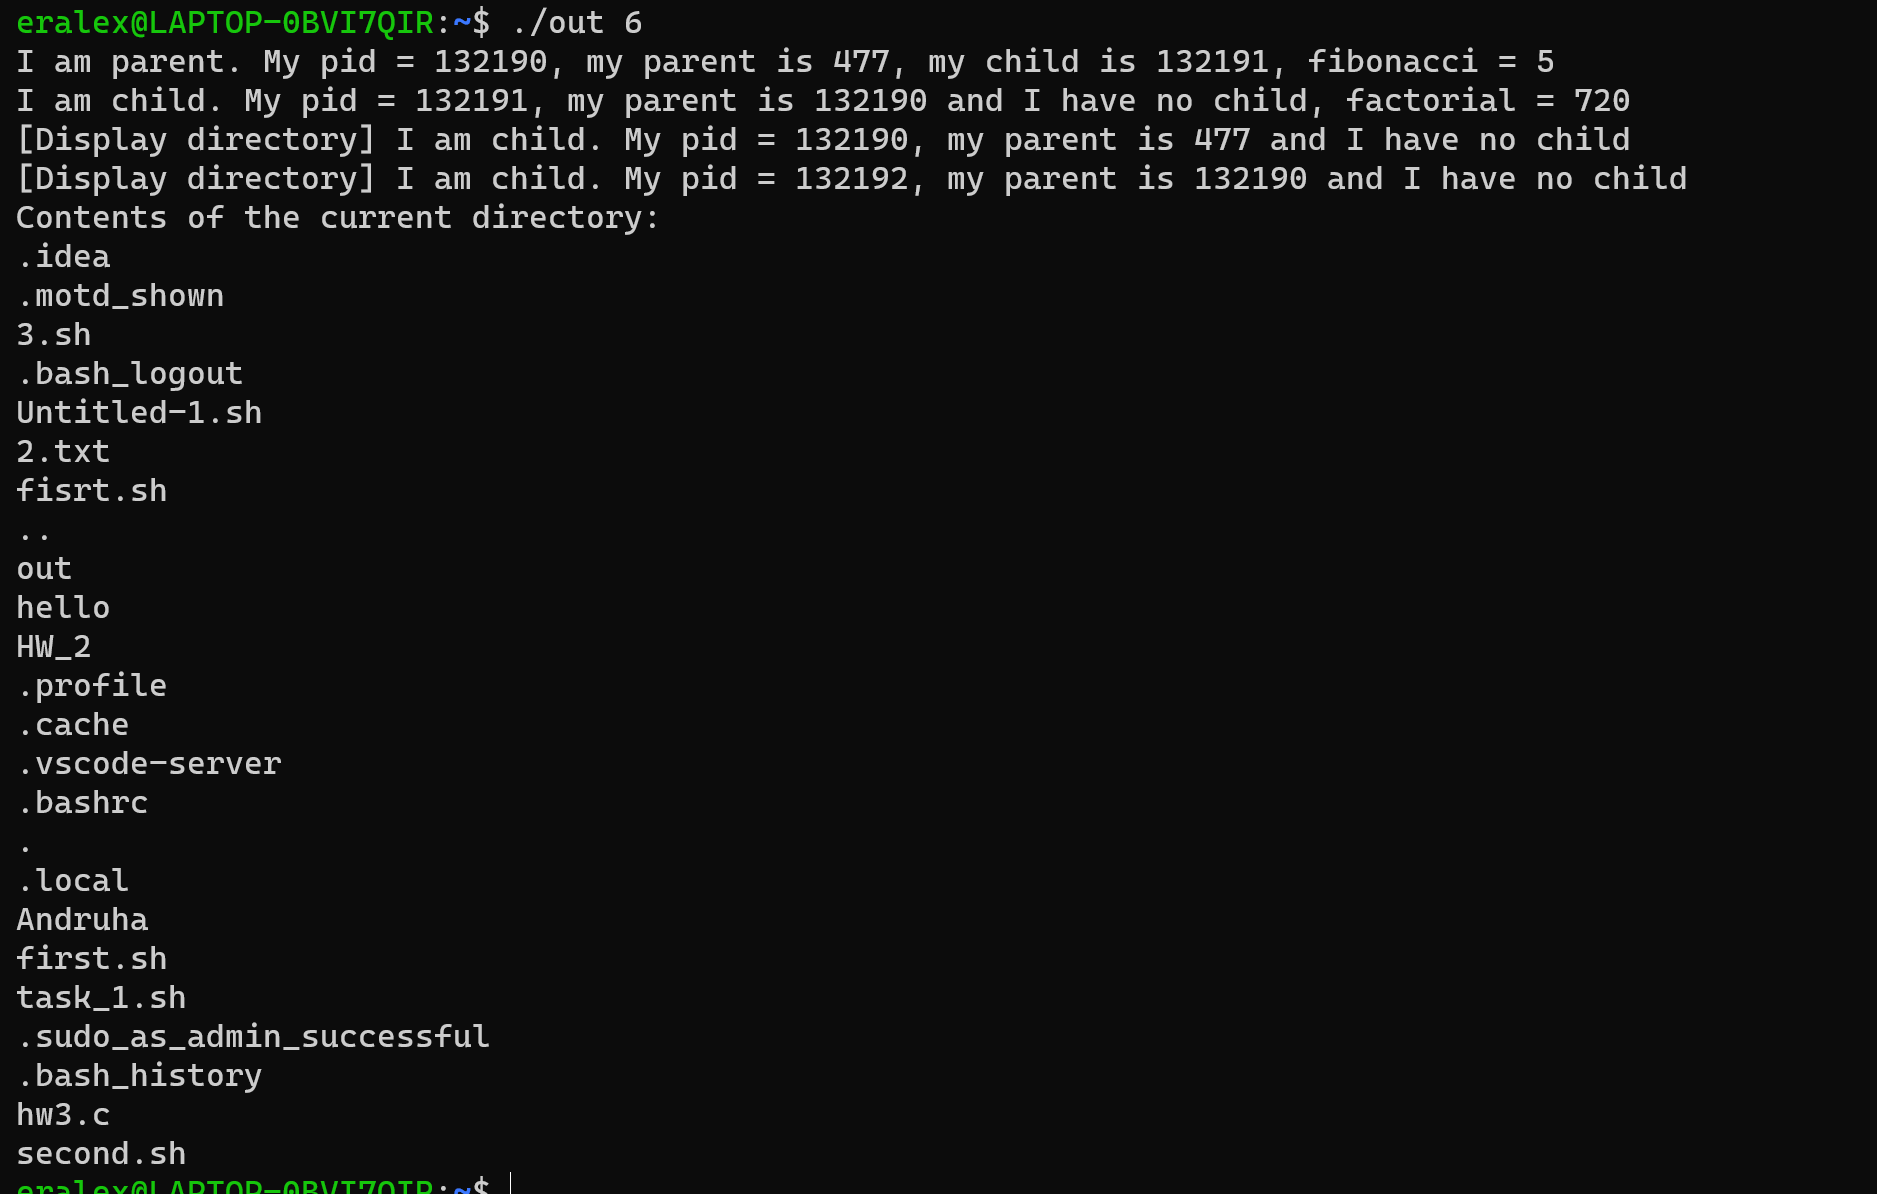 eralex@LAPTOP-0BVI7QIR:~$ ./out 6
I am parent. My pid = 132190, my parent is 477, my child is 132191, fibonacci = 5
I am child. My pid = 132191, my parent is 132190 and I have no child, factorial = 720
[Display directory] I am child. My pid = 132190, my parent is 477 and I have no child
[Display directory] I am child. My pid = 132192, my parent is 132190 and I have no child
Contents of the current directory:
.idea
.motd_shown
3.sh
.bash_logout
Untitled-1.sh
2.txt
fisrt.sh
..
out
hello
HW_2
.profile
.cache
.vscode-server
.bashrc
.
.local
Andruha
first.sh
task_1.sh
.sudo_as_admin_successful
.bash_history
hw3.c
second.sh
eralex@LAPTOP-0BVI7QIR:~$